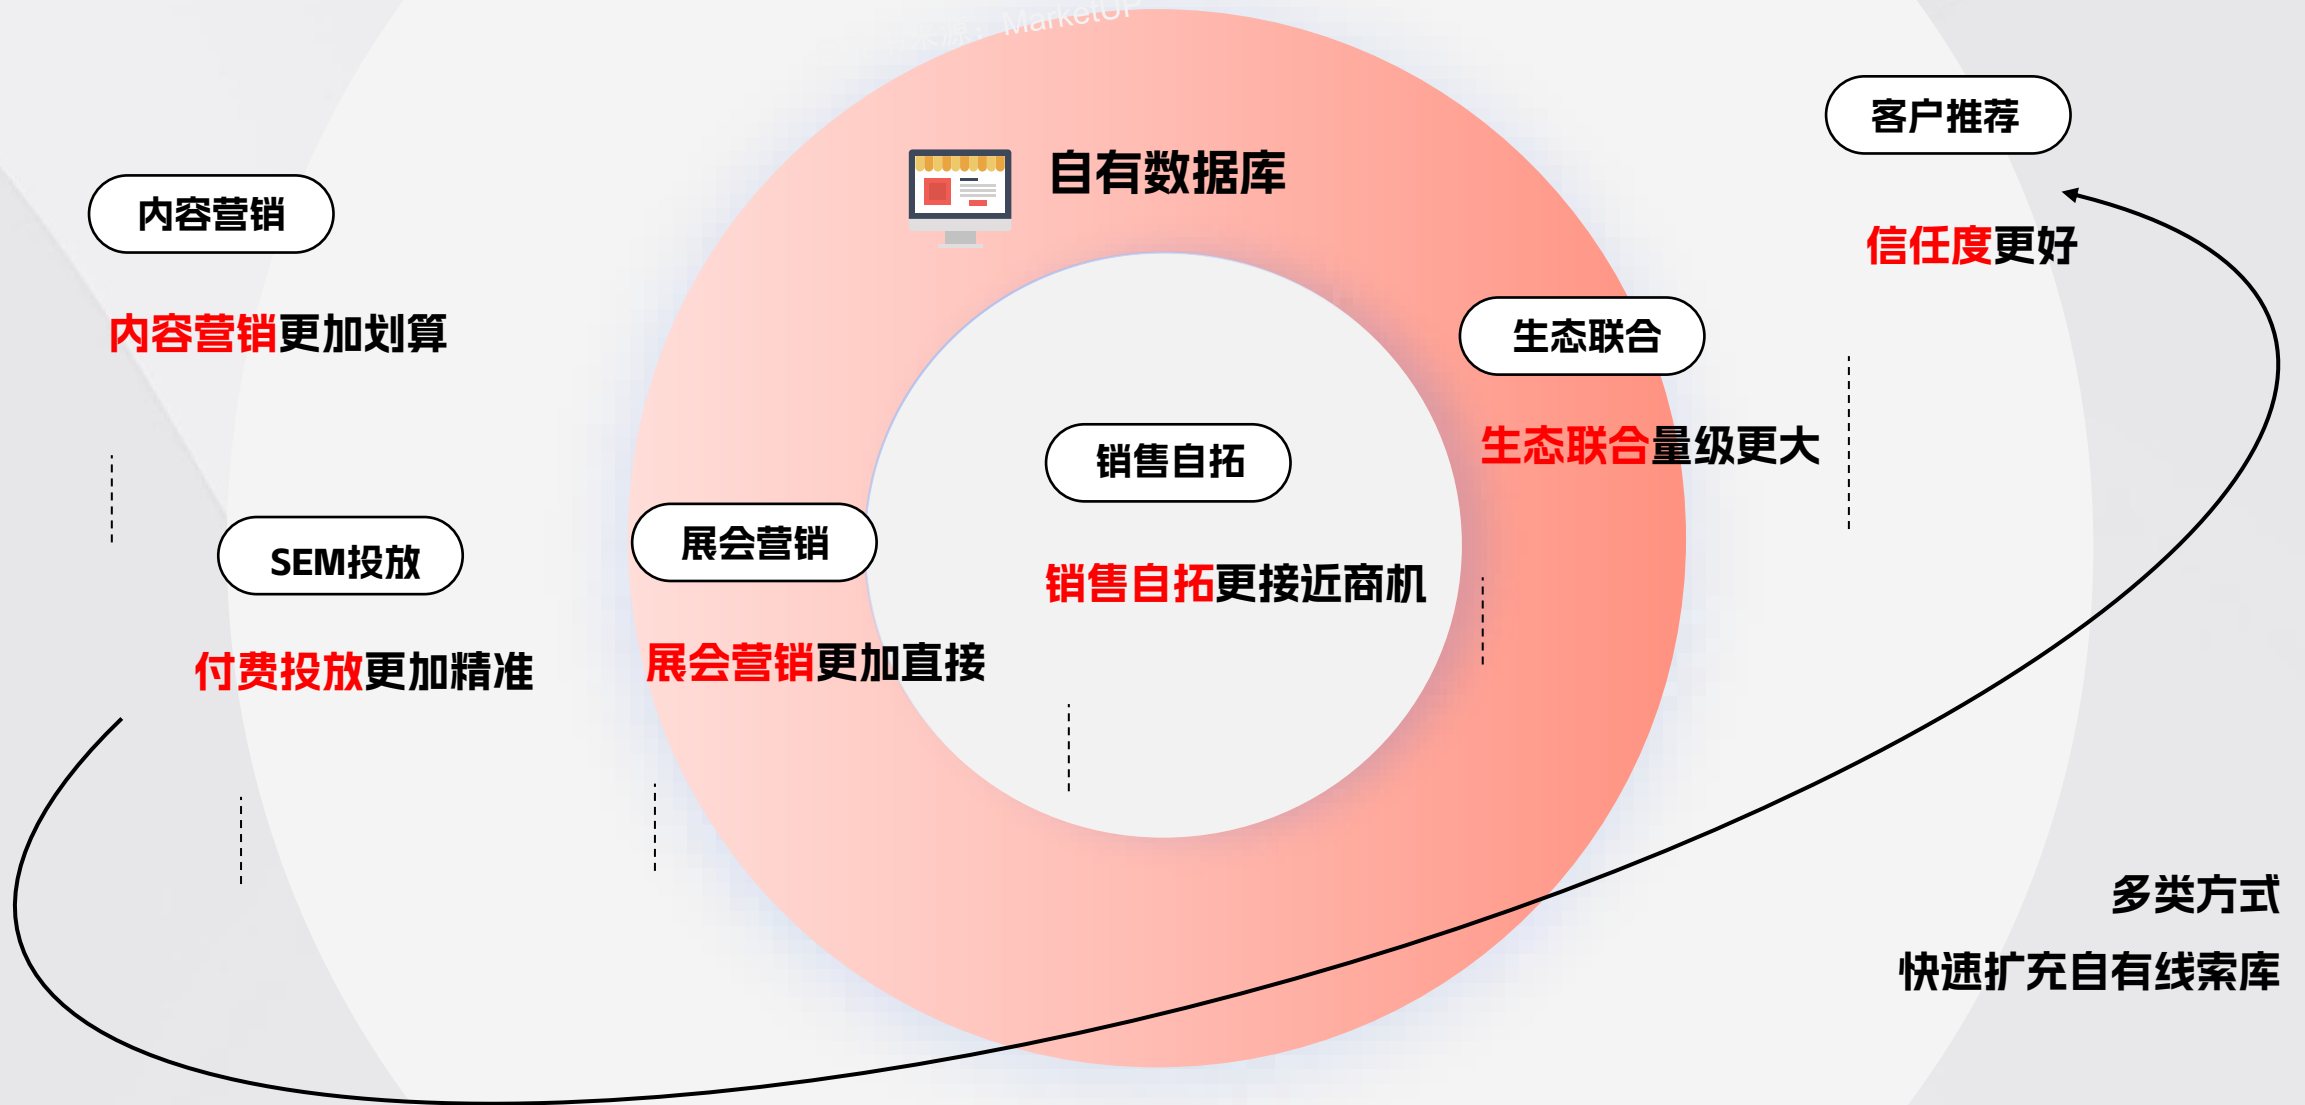 来源：MarketUP
自有数据库
客户推荐
信任度更好
内容营销
内容营销更加划算
生态联合
生态联合量级更大
销售自拓
销售自拓更接近商机
展会营销
展会营销更加直接
SEM投放
付费投放更加精准
多类方式
快速扩充自有线索库